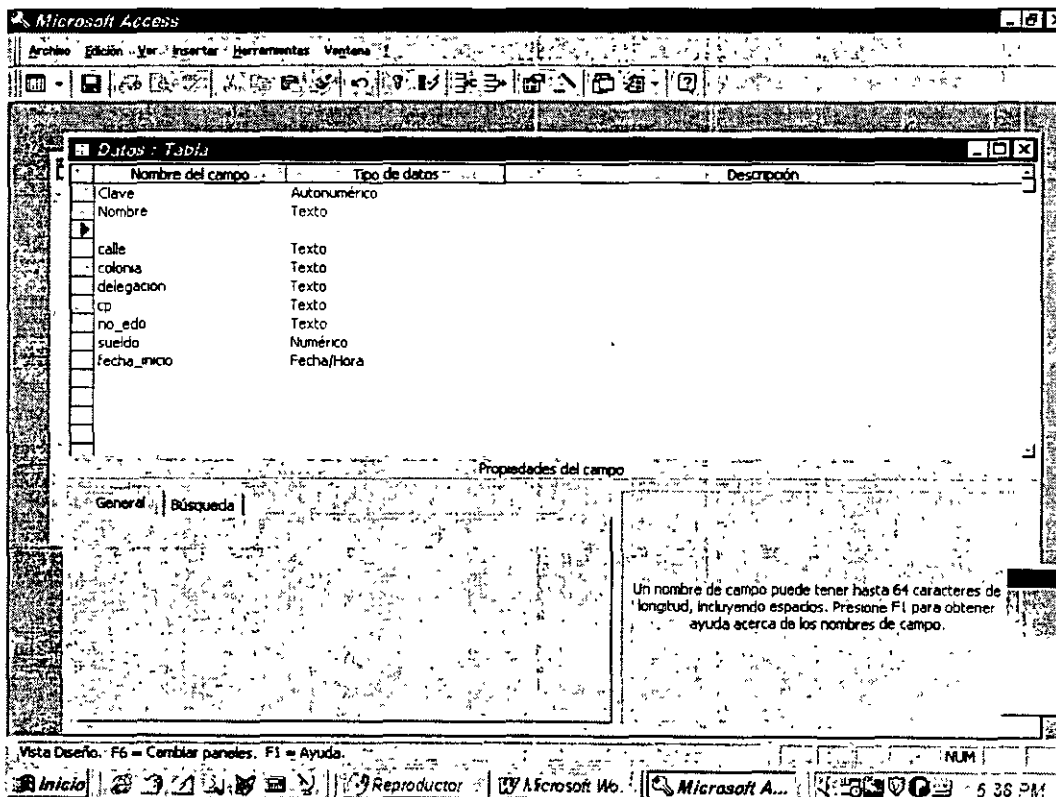 Microsoft Access
Archivo Edición Ver Insertar Herramientas Ventana ?
Datos : Tabla
Nombre del campo Tipo de datos Descripción
Clave Autonumérico
Nombre Texto
calle Texto
colonia Texto
delegacion Texto
cp Texto
no_edo Texto
sueldo Numérico
fecha_inicio Fecha/Hora
Propiedades del campo
General Búsqueda
Un nombre de campo puede tener hasta 64 caracteres de
longitud, incluyendo espacios. Presione F1 para obtener
ayuda acerca de los nombres de campo.
Vista Diseño. F6 = Cambiar paneles. F1 = Ayuda. NUM
Inicio Reproductor Microsoft Wo... Microsoft A... 5 36 PM